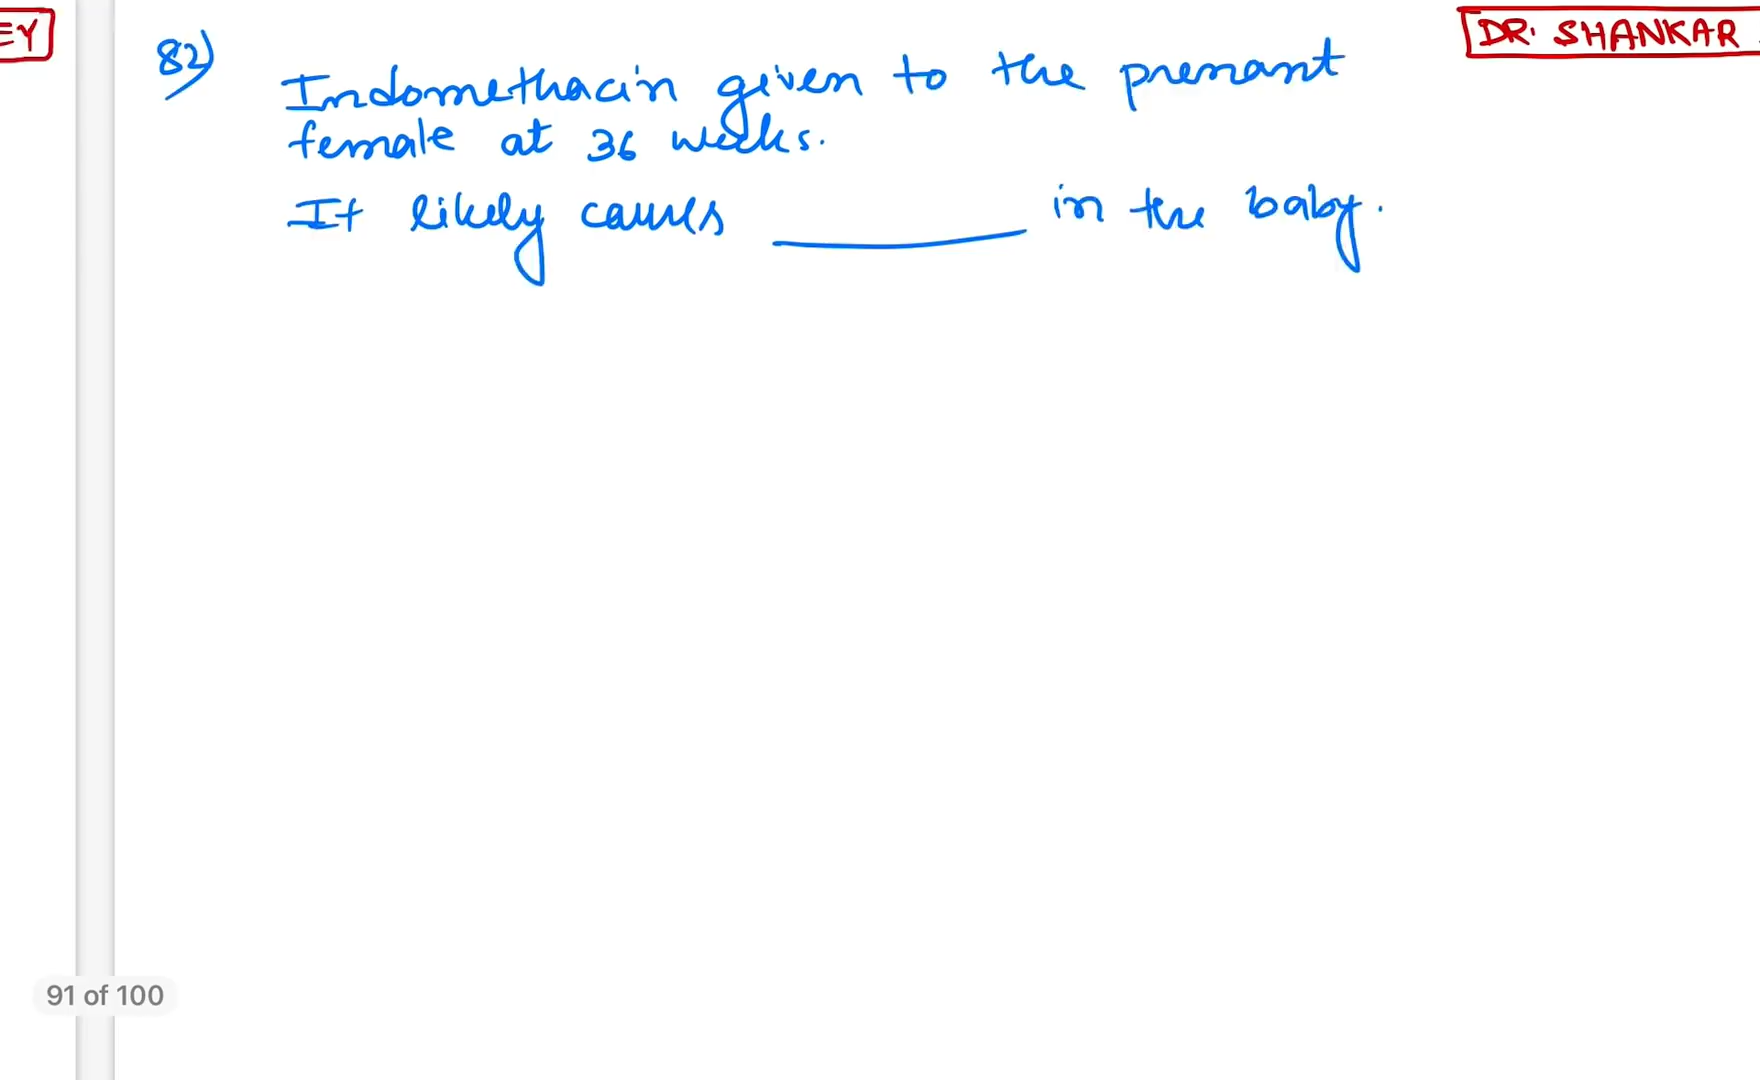 EY
DR. SHANKAR
82)
Indomethacin given to the prenant
female at 36 weeks.
It likely causes ________ in the baby.
91 of 100